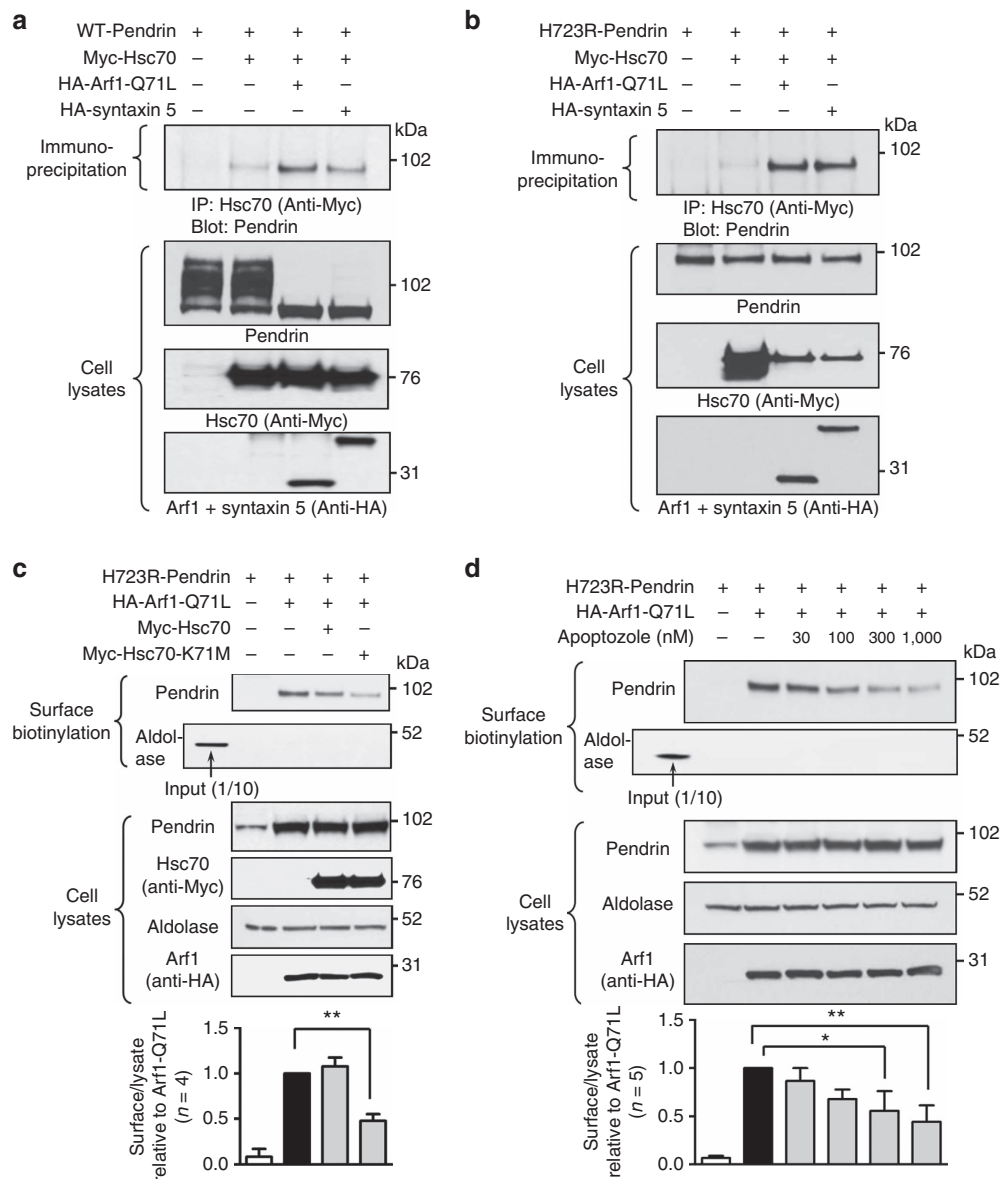 a
WT-Pendrin + + + +
Myc-Hsc70 – + + +
HA-Arf1-Q71L – – + –
HA-syntaxin 5 – – – +
kDa
Immuno-
precipitation
102
IP: Hsc70 (Anti-Myc)
Blot: Pendrin
102
Pendrin
Cell
lysates
76
Hsc70 (Anti-Myc)
31
Arf1 + syntaxin 5 (Anti-HA)
b
H723R-Pendrin + + + +
Myc-Hsc70 – + + +
HA-Arf1-Q71L – – + –
HA-syntaxin 5 – – – +
kDa
Immuno-
precipitation
102
IP: Hsc70 (Anti-Myc)
Blot: Pendrin
102
Pendrin
Cell
lysates
76
Hsc70 (Anti-Myc)
31
Arf1 + syntaxin 5 (Anti-HA)
c
H723R-Pendrin + + + +
HA-Arf1-Q71L – + + +
Myc-Hsc70 – – + –
Myc-Hsc70-K71M – – – +
kDa
Surface
biotinylation
Pendrin 102
Aldol-
ase
52
Input (1/10)
Cell
lysates
Pendrin 102
Hsc70
(anti-Myc) 76
Aldolase 52
Arf1
(anti-HA)
31
Surface/lysate
relative to Arf1-Q71L
(n = 4)
1.5
1.0
0.5
0.0
**
d
H723R-Pendrin + + + + + +
HA-Arf1-Q71L – + + + + +
Apoptozole (nM) – – 30 100 300 1,000
kDa
Surface
biotinylation
Pendrin 102
Aldol-
ase
52
Input (1/10)
Cell
lysates
Pendrin 102
Aldolase 52
Arf1
(anti-HA)
31
Surface/lysate
relative to Arf1-Q71L
(n = 5)
1.5
1.0
0.5
0.0
**
*